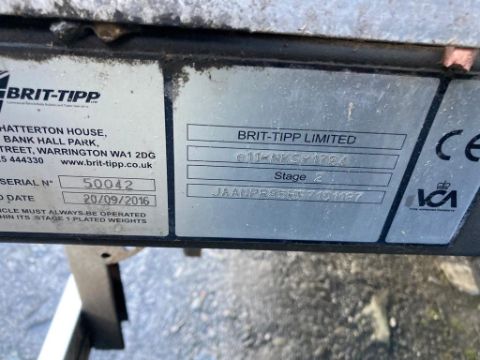 BRIT-TIPP
HATTERTON HOUSE,
BANK HALL PARK,
STREET, WARRINGTON WA1 2DG
5 444330 www.brit-tipp.co.uk
SERIAL N° 50042
D DATE 20/09/2016
ICLE MUST ALWAYS BE OPERATED
HIN ITS STAGE 1 PLATED WEIGHTS
BRIT-TIPP LIMITED
Stage 2
CE
VCA